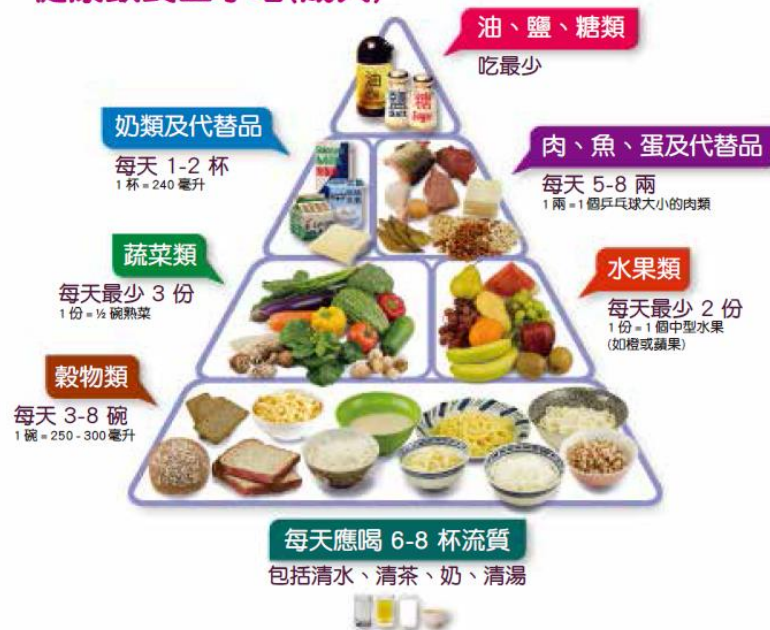 油、鹽、糖類
吃最少
油
鹽
糖
奶類及代替品
每天 1-2 杯
1 杯 = 240 毫升
肉、魚、蛋及代替品
每天 5-8 兩
1 兩 = 1 個乒乓球大小的肉類
蔬菜類
每天最少 3 份
1 份 = ½ 碗熟菜
水果類
每天最少 2 份
1 份 = 1 個中型水果
(如橙或蘋果)
穀物類
每天 3-8 碗
1 碗 = 250 - 300 毫升
每天應喝 6-8 杯流質
包括清水、清茶、奶、清湯